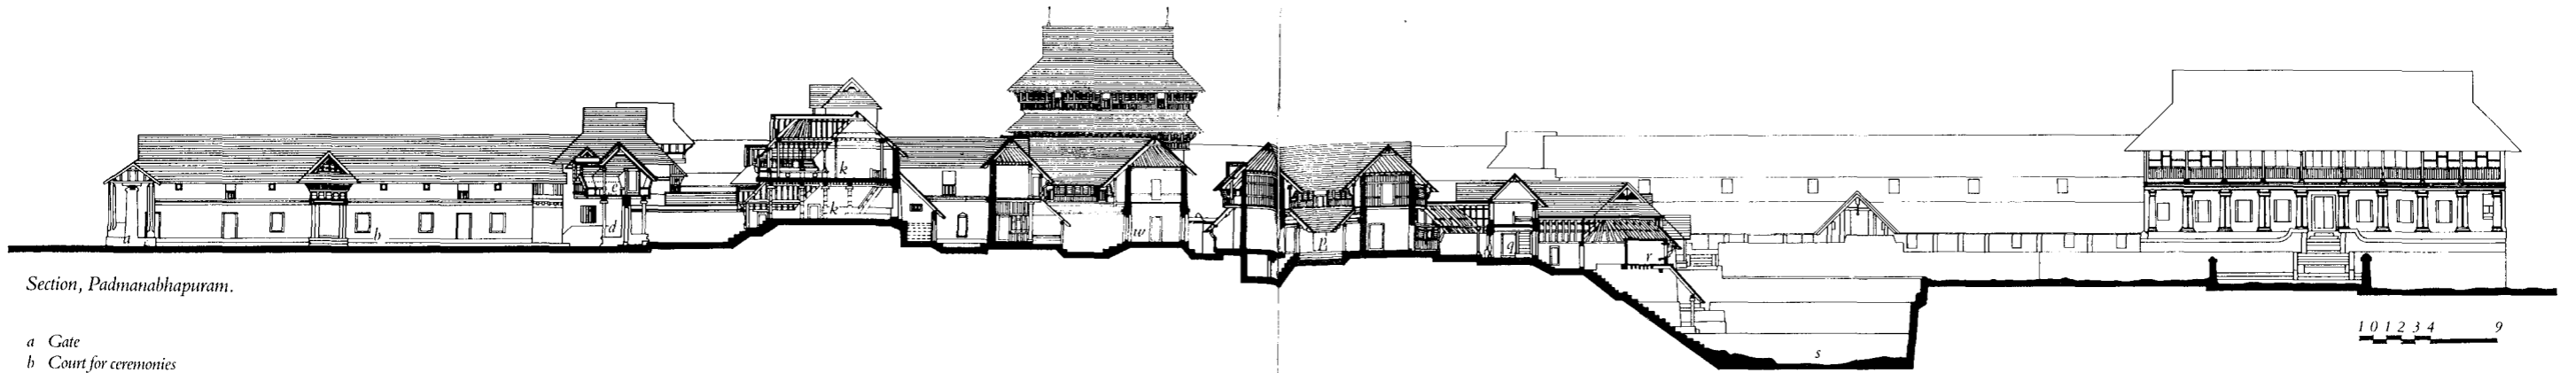 e
k
k
a
b
d
w
p
q
r
s
Section, Padmanabhapuram.
1 0 1 2 3 4 9
a Gate
b Court for ceremonies